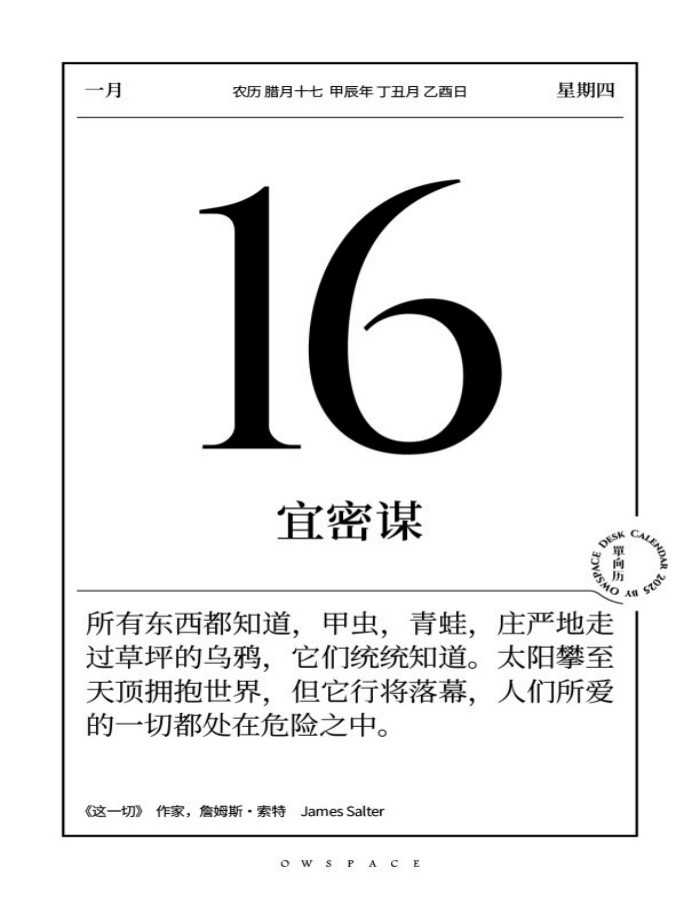 一月
农历 腊月十七 甲辰年 丁丑月 乙酉日
星期四
16
宜密谋
單向历
DESK CALENDAR 2025 BY OWSPACE
所有东西都知道，甲虫，青蛙，庄严地走
过草坪的乌鸦，它们统统知道。太阳攀至
天顶拥抱世界，但它行将落幕，人们所爱
的一切都处在危险之中。
《这一切》 作家，詹姆斯·索特 James Salter
OWSPACE